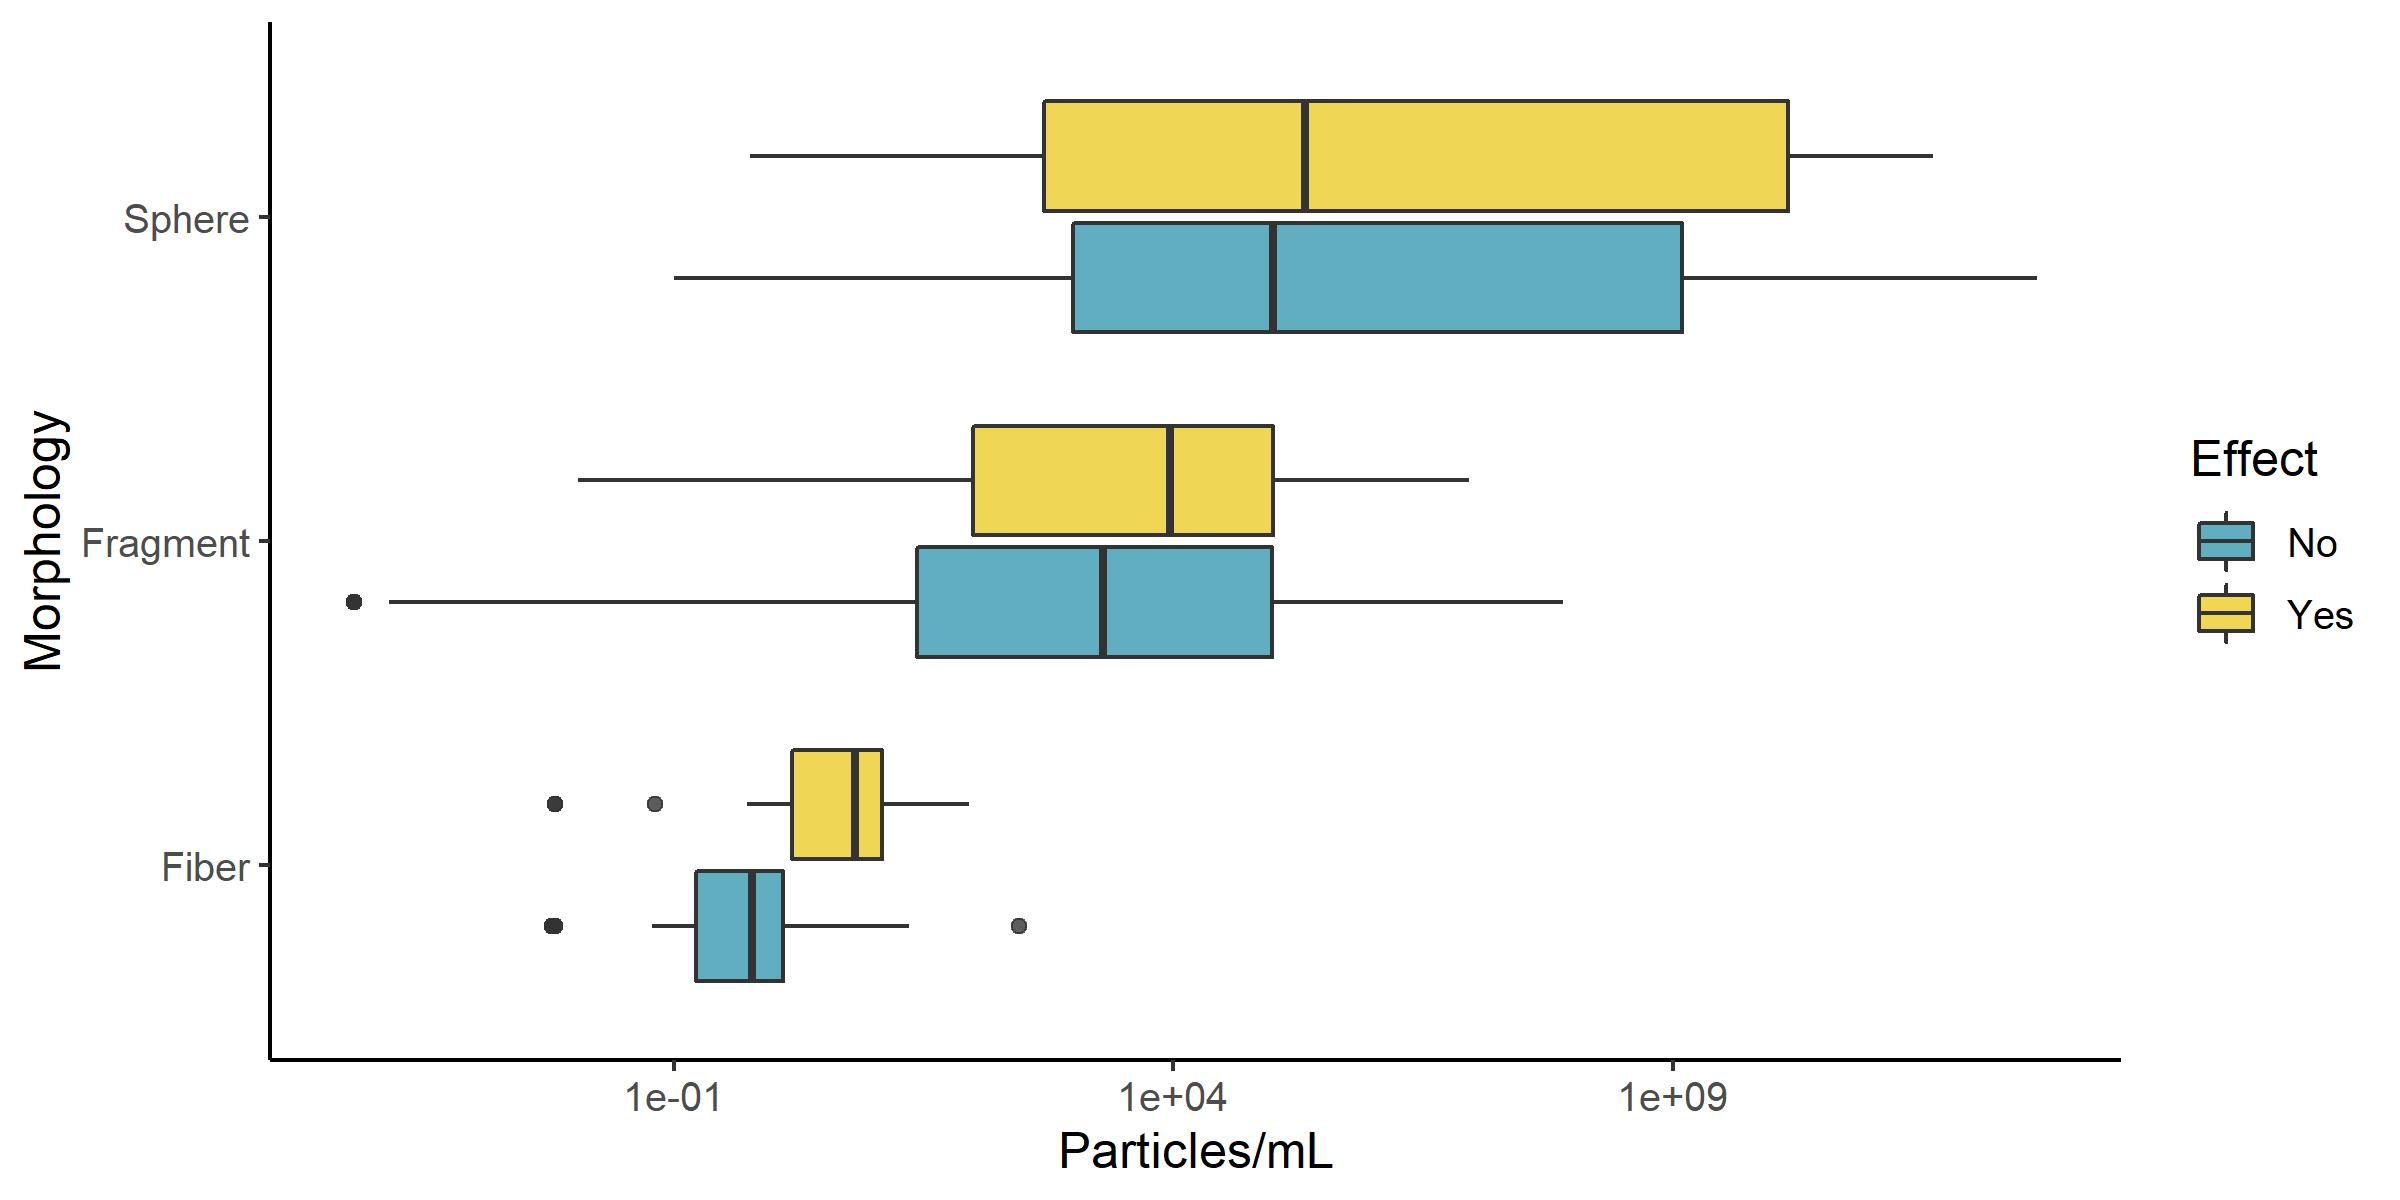 Morphology
Sphere
Fragment
Fiber
1e-01
1e+04
1e+09
Particles/mL
Effect
No
Yes